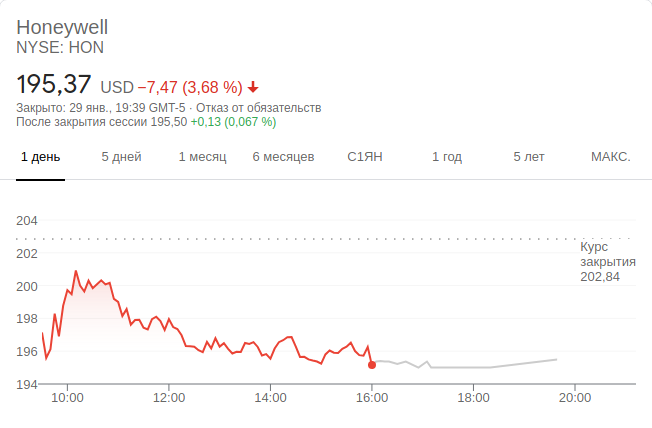 Honeywell
NYSE: HON
195,37 USD −7,47 (3,68 %)
Закрыто: 29 янв., 19:39 GMT-5 · Отказ от обязательств
После закрытия сессии 195,50 +0,13 (0,067 %)
1 день 5 дней 1 месяц 6 месяцев С1ЯН 1 год 5 лет МАКС.
204
Курс
закрытия
202,84
202
200
198
196
194
10:00 12:00 14:00 16:00 18:00 20:00